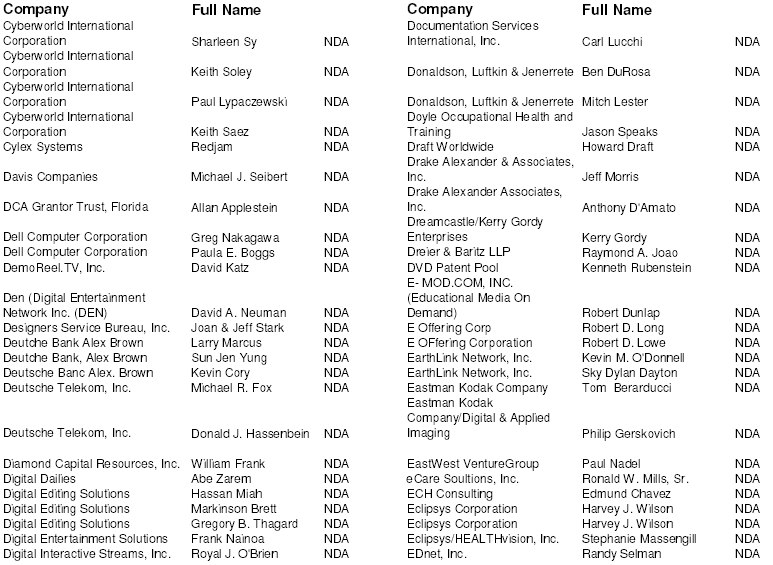 Company Full Name
Cyberworld International
Corporation Sharleen Sy NDA
Cyberworld International
Corporation Keith Soley NDA
Cyberworld International
Corporation Paul Lypaczewski NDA
Cyberworld International
Corporation Keith Saez NDA
Cylex Systems Redjam NDA
Davis Companies Michael J. Seibert NDA
DCA Grantor Trust, Florida Allan Applestein NDA
Dell Computer Corporation Greg Nakagawa NDA
Dell Computer Corporation Paula E. Boggs NDA
DemoReel.TV, Inc. David Katz NDA
Den (Digital Entertainment
Network Inc. (DEN) David A. Neuman NDA
Designers Service Bureau, Inc. Joan & Jeff Stark NDA
Deutche Bank Alex Brown Larry Marcus NDA
Deutche Bank, Alex Brown Sun Jen Yung NDA
Deutsche Banc Alex. Brown Kevin Cory NDA
Deutsche Telekom, Inc. Michael R. Fox NDA
Deutsche Telekom, Inc. Donald J. Hassenbein NDA
Diamond Capital Resources, Inc. William Frank NDA
Digital Dailies Abe Zarem NDA
Digital Editing Solutions Hassan Miah NDA
Digital Editing Solutions Markinson Brett NDA
Digital Editing Solutions Gregory B. Thagard NDA
Digital Entertainment Solutions Frank Nainoa NDA
Digital Interactive Streams, Inc. Royal J. O'Brien NDA
Company Full Name
Documentation Services
International, Inc. Carl Lucchi NDA
Donaldson, Luftkin & Jenerrete Ben DuRosa NDA
Donaldson, Luftkin & Jenerrete Mitch Lester NDA
Doyle Occupational Health and
Training Jason Speaks NDA
Draft Worldwide Howard Draft NDA
Drake Alexander & Associates,
Inc. Jeff Morris NDA
Drake Alexander Associates,
Inc. Anthony D'Amato NDA
Dreamcastle/Kerry Gordy
Enterprises Kerry Gordy NDA
Dreier & Baritz LLP Raymond A. Joao NDA
DVD Patent Pool Kenneth Rubenstein NDA
E- MOD.COM, INC.
(Educational Media On
Demand) Robert Dunlap NDA
E Offering Corp Robert D. Long NDA
E OFfering Corporation Robert D. Lowe NDA
EarthLink Network, Inc. Kevin M. O'Donnell NDA
EarthLink Network, Inc. Sky Dylan Dayton NDA
Eastman Kodak Company Tom Berarducci NDA
Eastman Kodak
Company/Digital & Applied
Imaging Philip Gerskovich NDA
EastWest VentureGroup Paul Nadel NDA
eCare Soultions, Inc. Ronald W. Mills, Sr. NDA
ECH Consulting Edmund Chavez NDA
Eclipsys Corporation Harvey J. Wilson NDA
Eclipsys Corporation Harvey J. Wilson NDA
Eclipsys/HEALTHvision, Inc. Stephanie Massengill NDA
EDnet, Inc. Randy Selman NDA